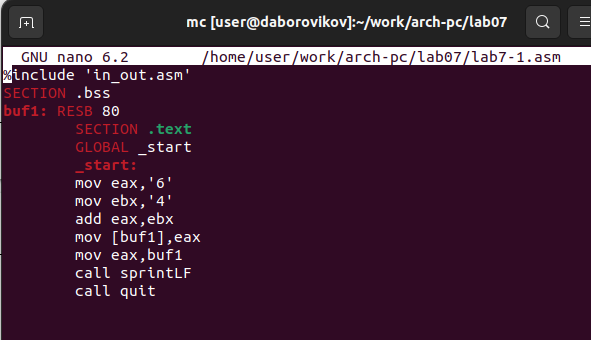 mc [user@daborovikov]:~/work/arch-pc/lab07
GNU nano 6.2 /home/user/work/arch-pc/lab07/lab7-1.asm
%include 'in_out.asm'
SECTION .bss
buf1: RESB 80
SECTION .text
GLOBAL _start
_start:
mov eax,'6'
mov ebx,'4'
add eax,ebx
mov [buf1],eax
mov eax,buf1
call sprintLF
call quit